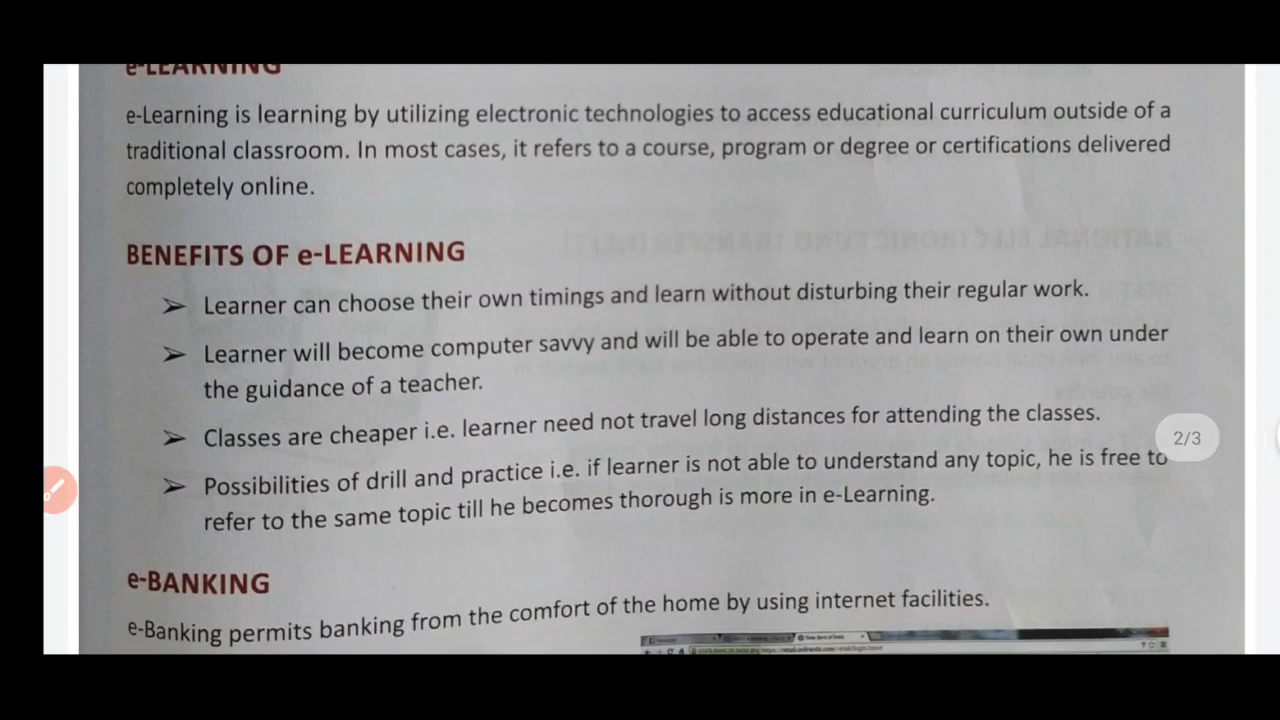 e-LEARNING
e-Learning is learning by utilizing electronic technologies to access educational curriculum outside of a
traditional classroom. In most cases, it refers to a course, program or degree or certifications delivered
completely online.
BENEFITS OF e-LEARNING
➢ Learner can choose their own timings and learn without disturbing their regular work.
➢ Learner will become computer savvy and will be able to operate and learn on their own under
the guidance of a teacher.
➢ Classes are cheaper i.e. learner need not travel long distances for attending the classes.
2/3
➢ Possibilities of drill and practice i.e. if learner is not able to understand any topic, he is free to
refer to the same topic till he becomes thorough is more in e-Learning.
e-BANKING
e-Banking permits banking from the comfort of the home by using internet facilities.